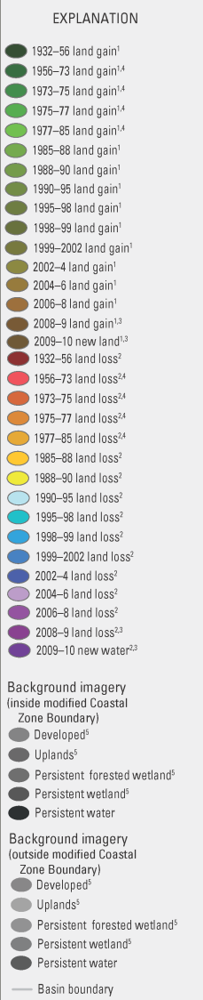 EXPLANATION
1932–56 land gain¹
1956–73 land gain¹,⁴
1973–75 land gain¹,⁴
1975–77 land gain¹,⁴
1977–85 land gain¹,⁴
1985–88 land gain¹
1988–90 land gain¹
1990–95 land gain¹
1995–98 land gain¹
1998–99 land gain¹
1999–2002 land gain¹
2002–4 land gain¹
2004–6 land gain¹
2006–8 land gain¹
2008–9 land gain¹,³
2009–10 new land¹,³
1932–56 land loss²
1956–73 land loss²,⁴
1973–75 land loss²,⁴
1975–77 land loss²,⁴
1977–85 land loss²,⁴
1985–88 land loss²
1988–90 land loss²
1990–95 land loss²
1995–98 land loss²
1998–99 land loss²
1999–2002 land loss²
2002–4 land loss²
2004–6 land loss²
2006–8 land loss²
2008–9 land loss²,³
2009–10 new water²,³
Background imagery
(inside modified Coastal
Zone Boundary)
Developed⁵
Uplands⁵
Persistent forested wetland⁵
Persistent wetland⁵
Persistent water
Background imagery
(outside modified Coastal
Zone Boundary)
Developed⁵
Uplands⁵
Persistent forested wetland⁵
Persistent wetland⁵
Persistent water
Basin boundary